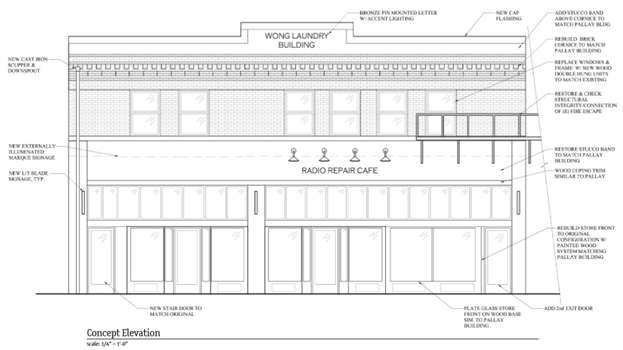 BRONZE PIN MOUNTED LETTER
W/ ACCENT LIGHTING
NEW CAP
FLASHING
ADD STUCCO BAND
ABOVE CORNICE TO
MATCH PALLAY BLDG
WONG LAUNDRY
BUILDING
REBUILD BRICK
CORNICE TO MATCH
PALLAY BUILDING
NEW CAST IRON
SCUPPER &
DOWNSPOUT
REPLACE WINDOWS &
FRAME W/ NEW WOOD
DOUBLE HUNG UNITS
TO MATCH EXISTING
RESTORE & CHECK
STRUCTURAL
INTEGRITY/CONNECTION
OF (E) FIRE ESCAPE
NEW EXTERNALLY
ILLUMINATED
MARQUE SIGNAGE
RESTORE STUCCO BAND
TO MATCH PALLAY
BUILDING
RADIO REPAIR CAFE
WOOD COPING TRIM
SIMILAR TO PALLAY
NEW LIT BLADE
SIGNAGE, TYP.
REBUILD STORE FRONT
TO ORIGINAL
CONFIGURATION W/
PAINTED WOOD
SYSTEM MATCHING
PALLAY BUILDING
NEW STAIR DOOR TO
MATCH ORIGINAL
PLATE GLASS STORE
FRONT ON WOOD BASE
SIM. TO PALLAY
BUILDING
ADD 2nd EXIT DOOR
Concept Elevation
scale: 1/4" = 1'-0"